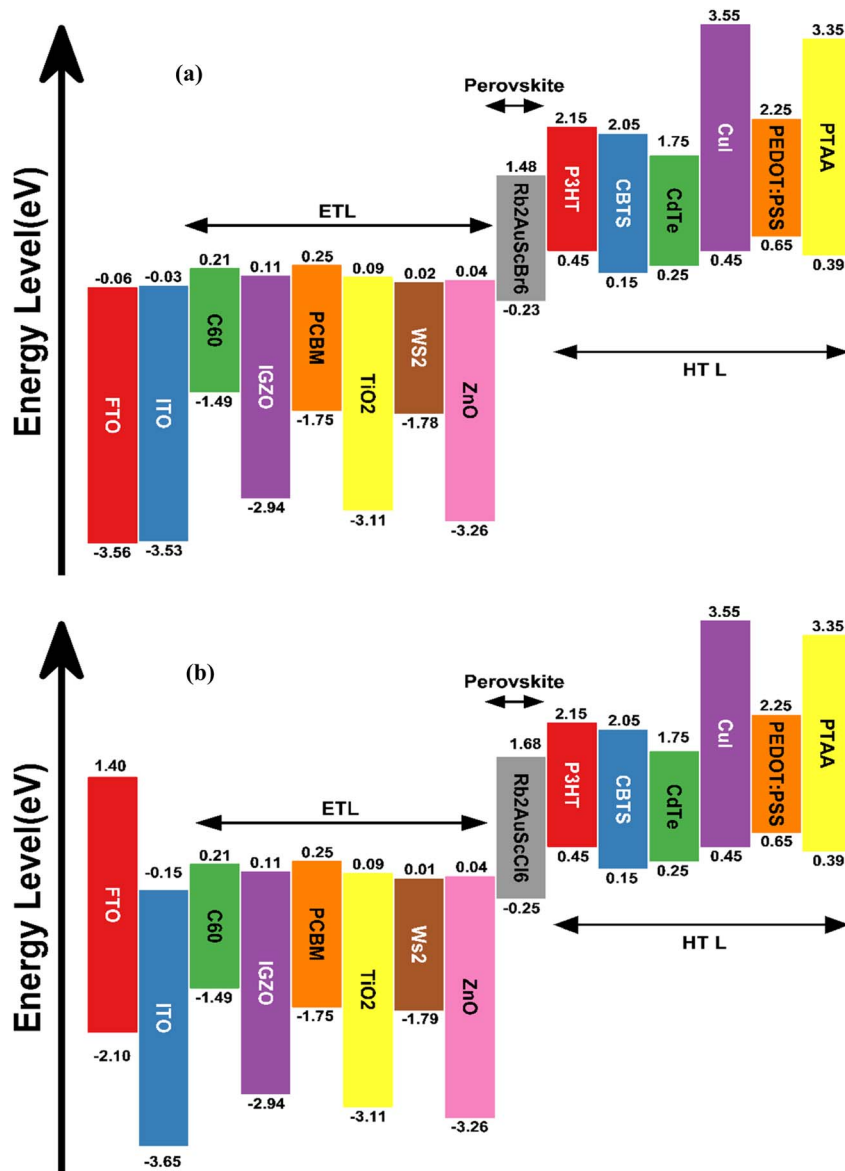 (a)
Energy Level(eV)
ETL
Perovskite
HT L
-0.06
FTO
-3.56
-0.03
ITO
-3.53
0.21
C60
-1.49
0.11
IGZO
-2.94
0.25
PCBM
-1.75
0.09
TiO2
-3.11
0.02
WS2
-1.78
0.04
ZnO
-3.26
1.48
Rb2AuScBr6
-0.23
2.15
P3HT
0.45
2.05
CBTS
0.15
1.75
CdTe
0.25
3.55
CuI
0.45
2.25
PEDOT:PSS
0.65
3.35
PTAA
0.39
(b)
Energy Level(eV)
ETL
Perovskite
HT L
1.40
FTO
-2.10
-0.15
ITO
-3.65
0.21
C60
-1.49
0.11
IGZO
-2.94
0.25
PCBM
-1.75
0.09
TiO2
-3.11
0.01
Ws2
-1.79
0.04
ZnO
-3.26
1.68
Rb2AuScCl6
-0.25
2.15
P3HT
0.45
2.05
CBTS
0.15
1.75
CdTe
0.25
3.55
CuI
0.45
2.25
PEDOT:PSS
0.65
3.35
PTAA
0.39